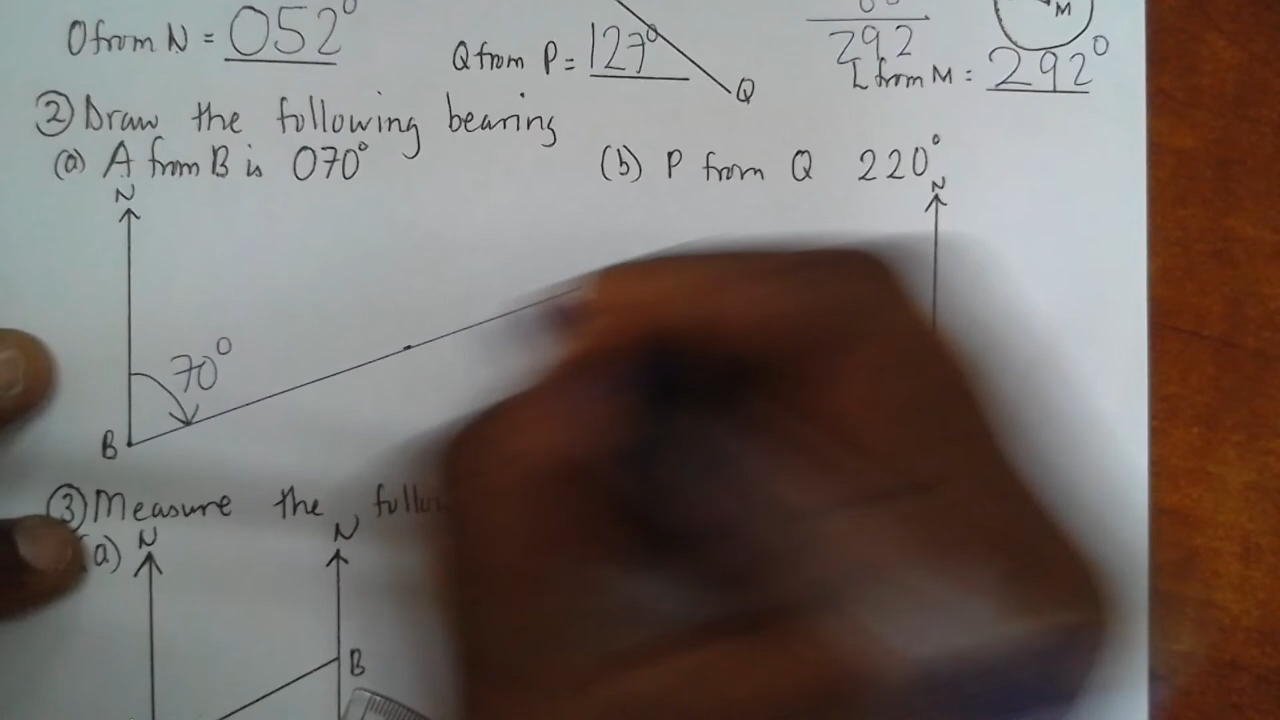 O from N = 052°
Q from P = 127°
Q
292
M
L from M = 292°
② Draw the following bearing
(a) A from B is 070°
(b) P from Q 220°
N
N
70°
B
③ Measure the
(a)
N
N
B